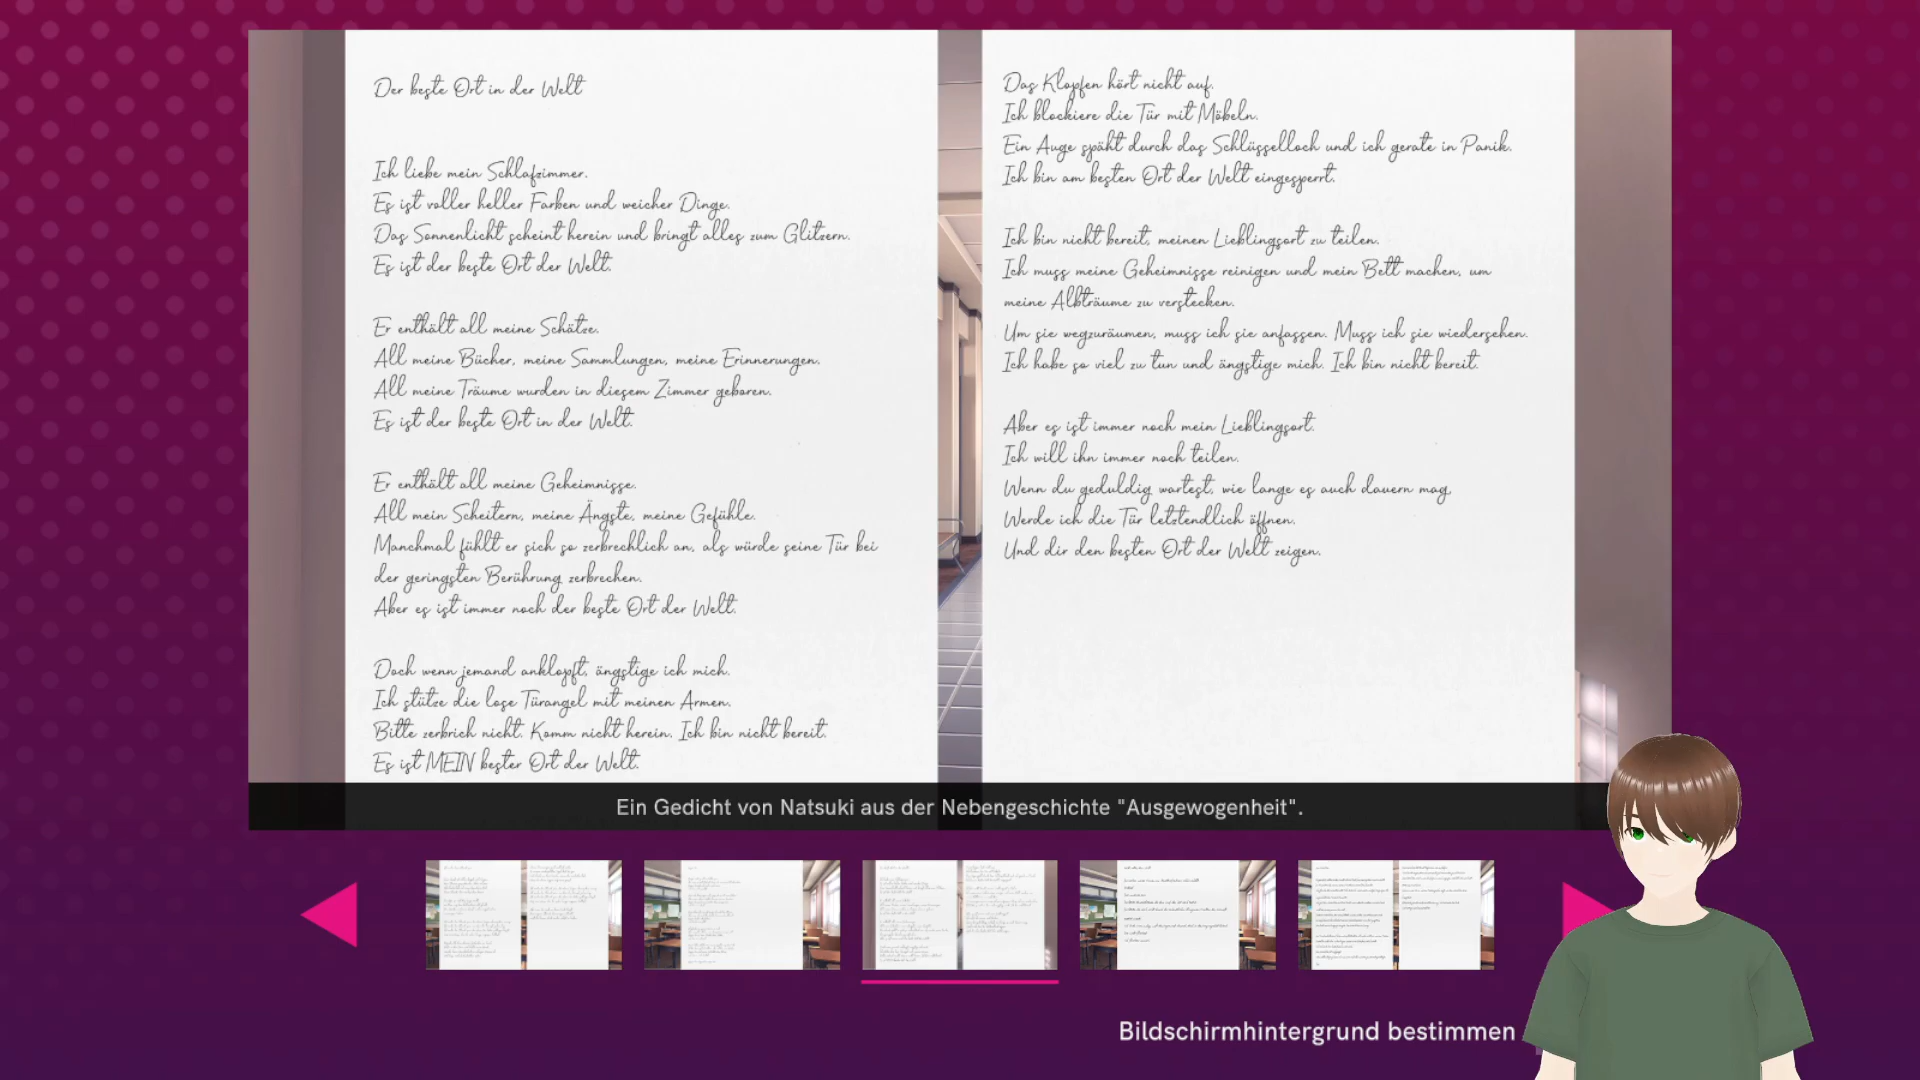 Der beste Ort in der Welt
Ich liebe mein Schlafzimmer.
Es ist voller heller Farben und weicher Dinge.
Das Sonnenlicht scheint herein und bringt alles zum Glitzern.
Es ist der beste Ort der Welt.
Er enthält all meine Schätze.
All meine Bücher, meine Sammlungen, meine Erinnerungen.
All meine Träume wurden in diesem Zimmer geboren.
Es ist der beste Ort in der Welt.
Er enthält all meine Geheimnisse.
All mein Scheitern, meine Ängste, meine Gefühle.
Manchmal fühlt er sich so zerbrechlich an, als würde seine Tür bei
der geringsten Berührung zerbrechen.
Aber es ist immer noch der beste Ort der Welt.
Doch wenn jemand anklopft, ängstige ich mich.
Ich stütze die lose Türangel mit meinen Armen.
Bitte zerbrich nicht. Komm nicht herein. Ich bin nicht bereit.
Es ist MEIN bester Ort der Welt.
Das Klopfen hört nicht auf.
Ich blockiere die Tür mit Möbeln.
Ein Auge späht durch das Schlüsselloch und ich gerate in Panik.
Ich bin am besten Ort der Welt eingesperrt.
Ich bin nicht bereit, meinen Lieblingsort zu teilen.
Ich muss meine Geheimnisse reinigen und mein Bett machen, um
meine Albträume zu verstecken.
Um sie wegzuräumen, muss ich sie anfassen. Muss ich sie wiedersehen.
Ich habe so viel zu tun und ängstige mich. Ich bin nicht bereit.
Aber es ist immer noch mein Lieblingsort.
Ich will ihn immer noch teilen.
Wenn du geduldig wartest, wie lange es auch dauern mag,
Werde ich die Tür letztendlich öffnen.
Und dir den besten Ort der Welt zeigen.
Ein Gedicht von Natsuki aus der Nebengeschichte "Ausgewogenheit".
Bildschirmhintergrund bestimmen